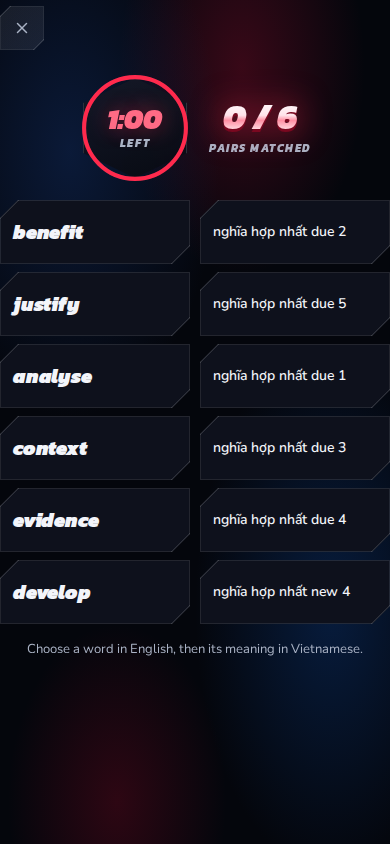 1:00
LEFT
0 / 6
PAIRS MATCHED
benefit
nghĩa hợp nhất due 2
justify
nghĩa hợp nhất due 5
analyse
nghĩa hợp nhất due 1
context
nghĩa hợp nhất due 3
evidence
nghĩa hợp nhất due 4
develop
nghĩa hợp nhất new 4
Choose a word in English, then its meaning in Vietnamese.